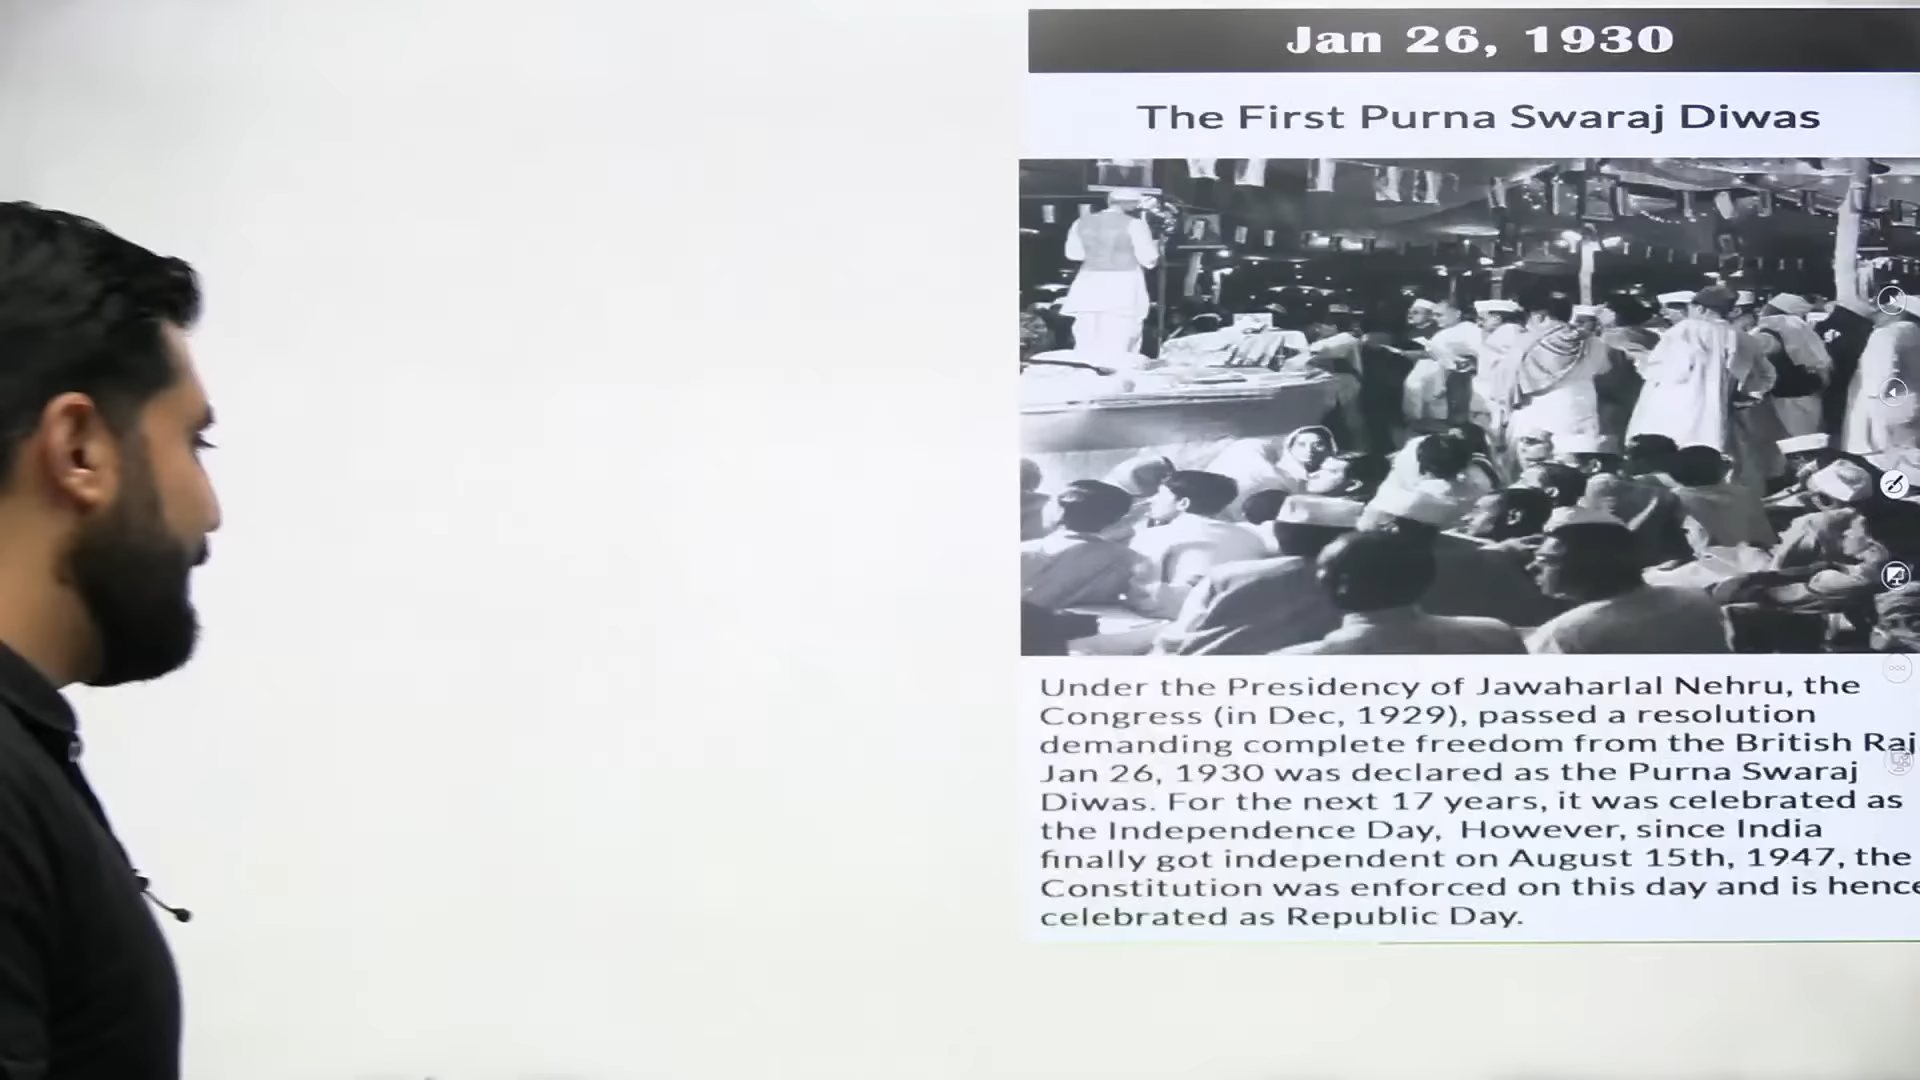 Jan 26, 1930
The First Purna Swaraj Diwas
Under the Presidency of Jawaharlal Nehru, the
Congress (in Dec, 1929), passed a resolution
demanding complete freedom from the British Raj
Jan 26, 1930 was declared as the Purna Swaraj
Diwas. For the next 17 years, it was celebrated as
the Independence Day, However, since India
finally got independent on August 15th, 1947, the
Constitution was enforced on this day and is hence
celebrated as Republic Day.